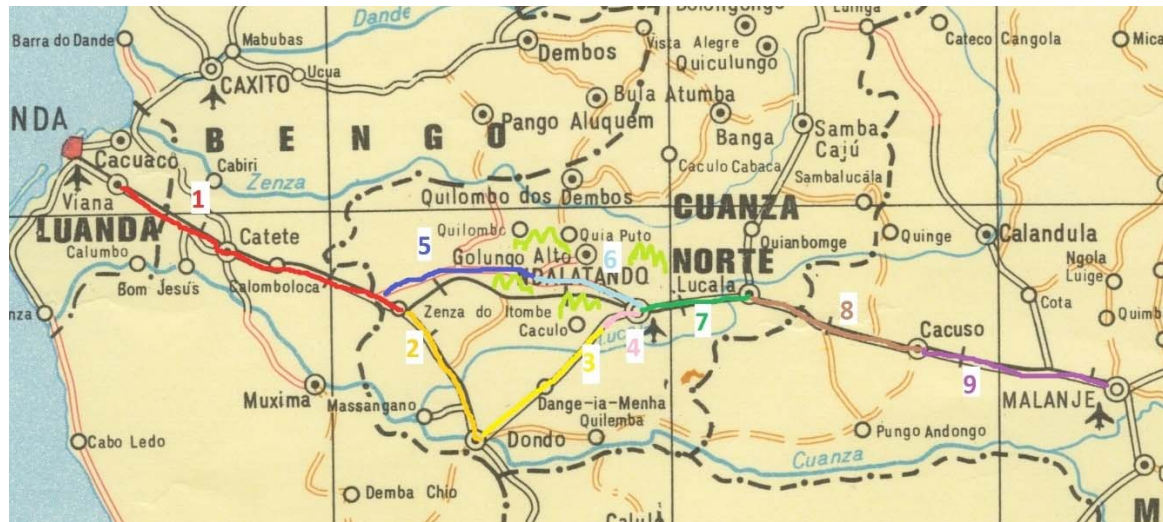 Dande
Barra do Dande
Mabubas
Ucua
CAXITO
Dembos
Vista Alegre
Quiculungo
Cateco Cangola
Bula Atumba
Pango Aluquém
Banga
Samba
Cajú
NDA
Cacuaco
BENGO
Cabiri
Zenza
Caculo Cabaca
Sambalucála
Viana
1
Quilombo dos Dembos
LUANDA
Calumbo
Catete
Bom Jesus
Calomboloca
5
Quilombo
Quia Puto
Golungo Alto
6
DALATANDO
CUANZA
NORTE
Quianbomge
Quinge
Calandula
Ngola
Luige
Lucala
Cota
Zenza do Itombe
Caculo
2
3
4
7
8
Cacuso
9
MALANJE
Muxima
Massangano
Dange-ia-Menha
Quilemba
Dondo
Pungo Andongo
Cuanza
Cabo Ledo
Demba Chio
M